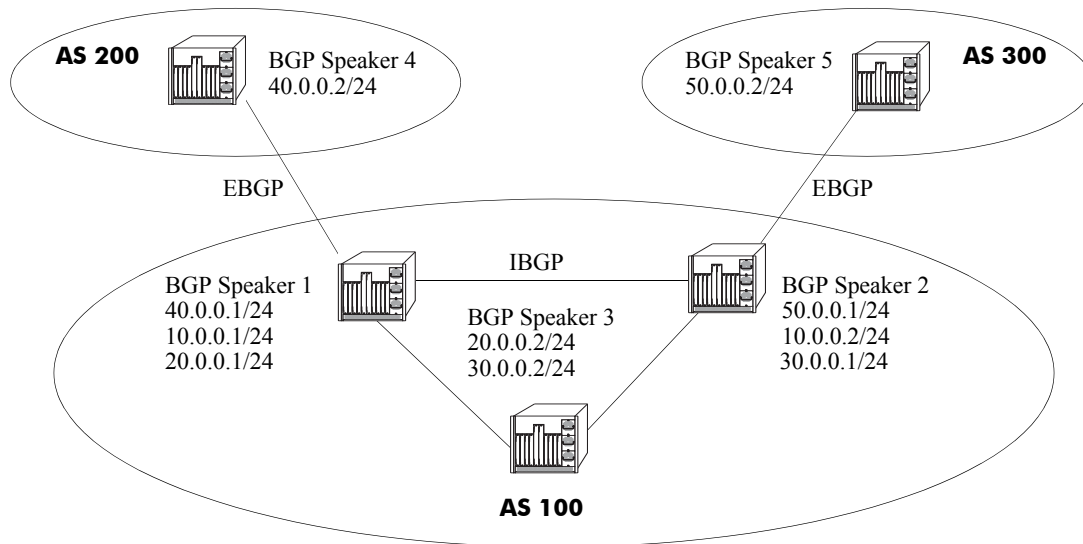 AS 200
BGP Speaker 4
40.0.0.2/24
BGP Speaker 5
50.0.0.2/24
AS 300
EBGP
EBGP
IBGP
BGP Speaker 1
40.0.0.1/24
10.0.0.1/24
20.0.0.1/24
BGP Speaker 3
20.0.0.2/24
30.0.0.2/24
BGP Speaker 2
50.0.0.1/24
10.0.0.2/24
30.0.0.1/24
AS 100